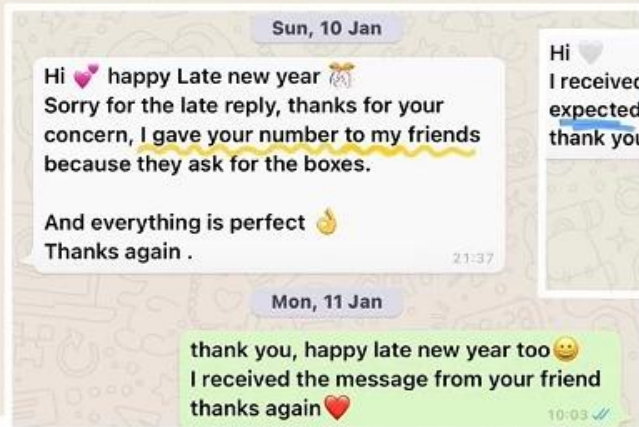 Sun, 10 Jan
Hi 💕 happy Late new year 🎊
Sorry for the late reply, thanks for your
concern, I gave your number to my friends
because they ask for the boxes.
And everything is perfect 👌
Thanks again .
21:37
Mon, 11 Jan
thank you, happy late new year too😀
I received the message from your friend
thanks again❤️
10:03
Hi 🤍
I received
expected
thank you